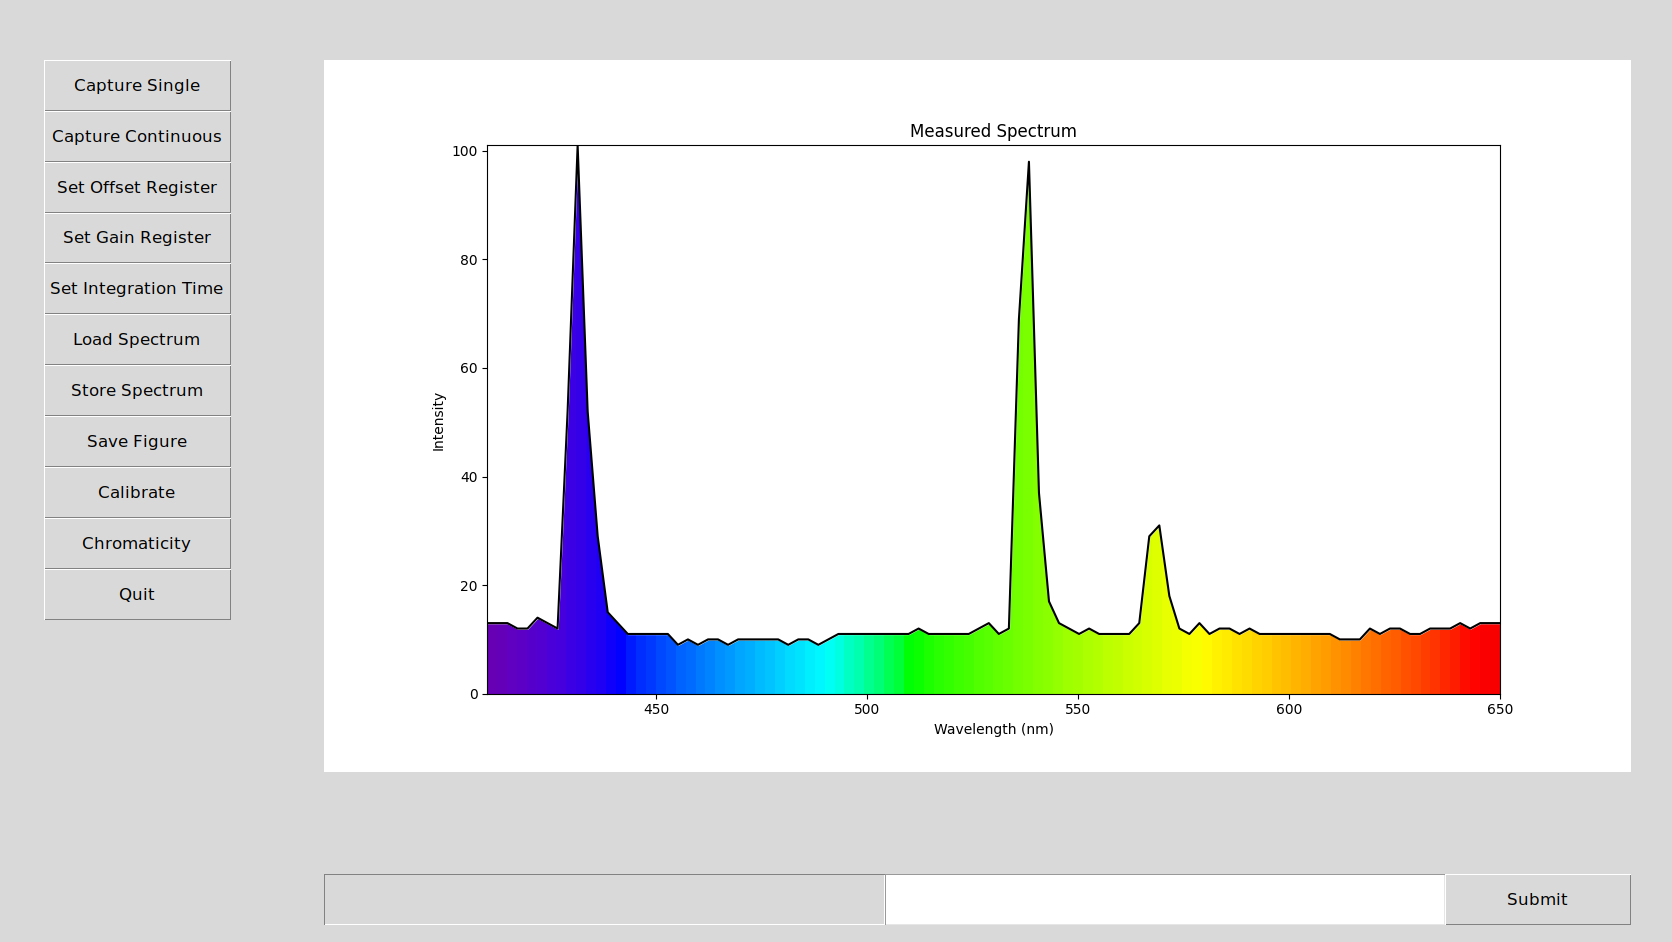 Capture Single
Capture Continuous
Set Offset Register
Set Gain Register
Set Integration Time
Load Spectrum
Store Spectrum
Save Figure
Calibrate
Chromaticity
Quit
Measured Spectrum
100
80
60
40
20
0
Intensity
450 500 550 600 650
Wavelength (nm)
Submit